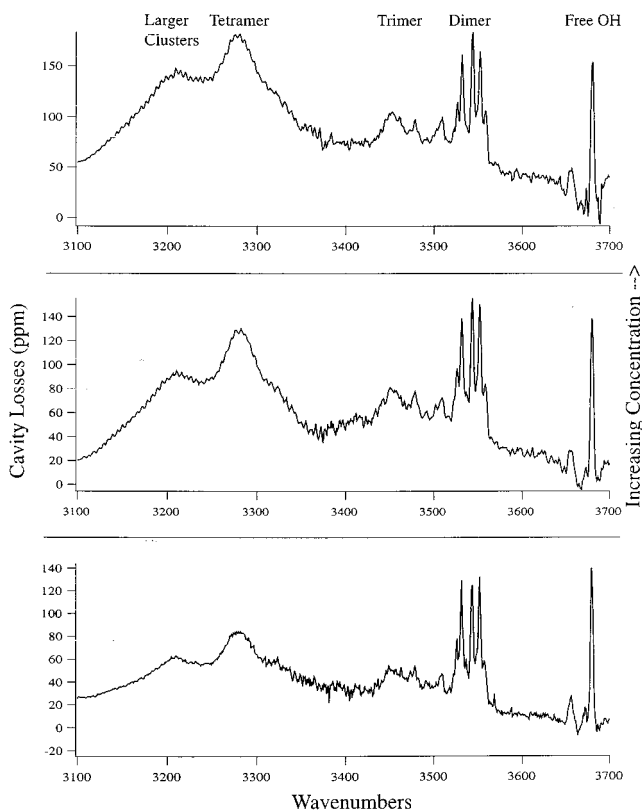 Larger Clusters
Tetramer
Trimer
Dimer
Free OH
150
100
50
0
3100 3200 3300 3400 3500 3600 3700
140
120
100
80
60
40
20
0
3100 3200 3300 3400 3500 3600 3700
140
120
100
80
60
40
20
0
-20
3100 3200 3300 3400 3500 3600 3700
Cavity Losses (ppm)
Increasing Concentration -->
Wavenumbers